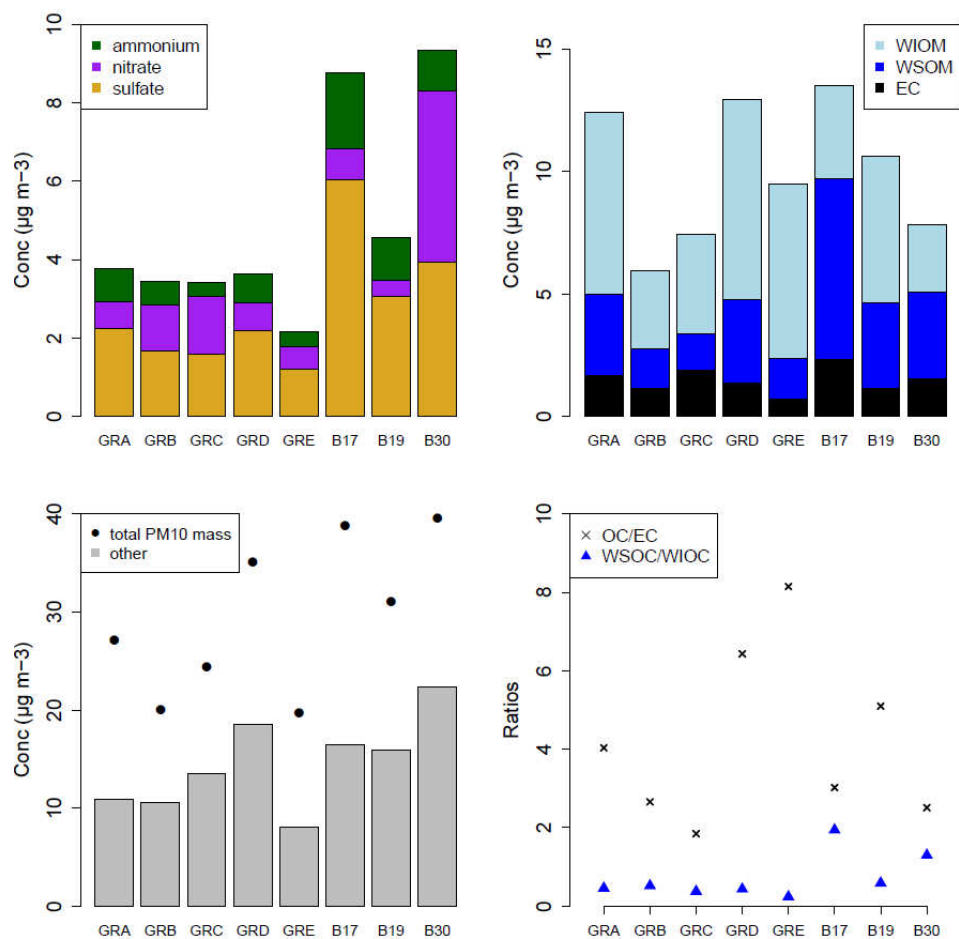 10
8
6
4
2
0
Conc (µg m−3)
ammonium
nitrate
sulfate
GRA GRB GRC GRD GRE B17 B19 B30
15
10
5
0
Conc (µg m−3)
WIOM
WSOM
EC
GRA GRB GRC GRD GRE B17 B19 B30
40
30
20
10
0
Conc (µg m−3)
total PM10 mass
other
GRA GRB GRC GRD GRE B17 B19 B30
10
8
6
4
2
0
Ratios
OC/EC
WSOC/WIOC
GRA GRB GRC GRD GRE B17 B19 B30